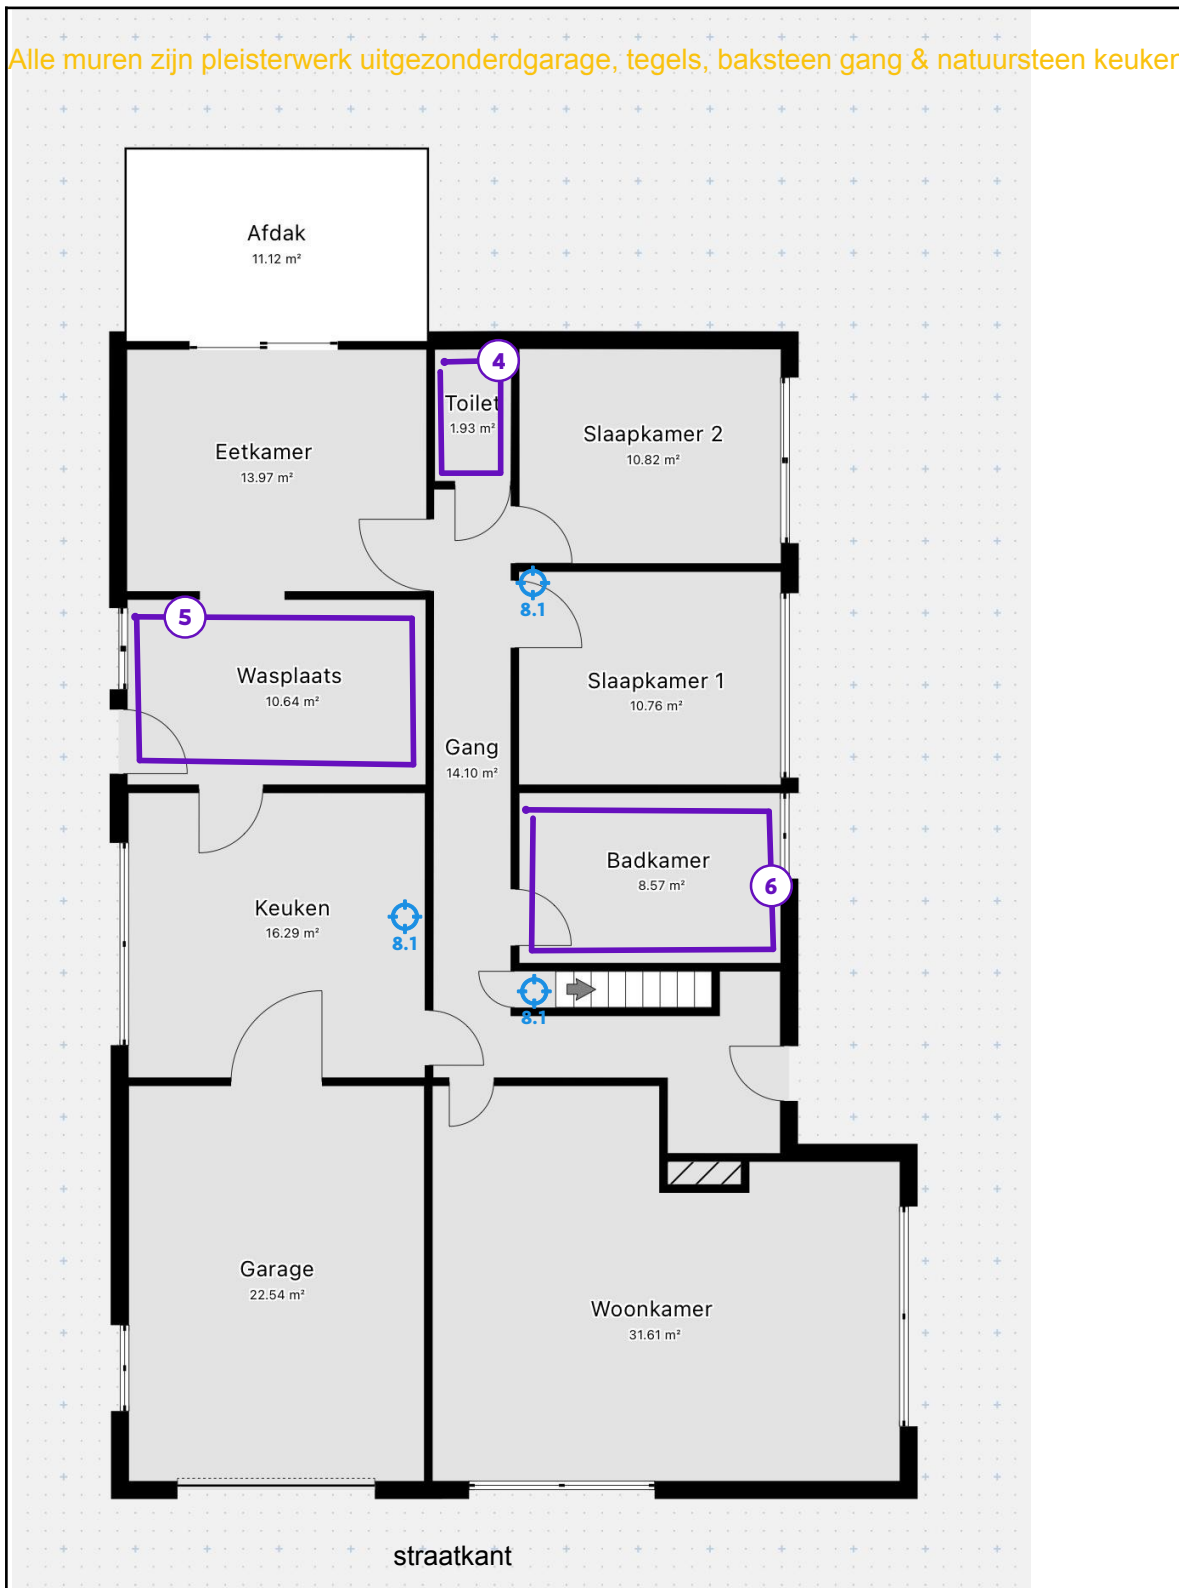 Alle muren zijn pleisterwerk uitgezonderdgarage, tegels, baksteen gang & natuursteen keuken
Afdak
11.12 m²
4
Toilet
1.93 m²
Slaapkamer 2
10.82 m²
Eetkamer
13.97 m²
8.1
5
Wasplaats
10.64 m²
Slaapkamer 1
10.76 m²
Gang
14.10 m²
Badkamer
8.57 m²
6
Keuken
16.29 m²
8.1
8.1
Garage
22.54 m²
Woonkamer
31.61 m²
straatkant